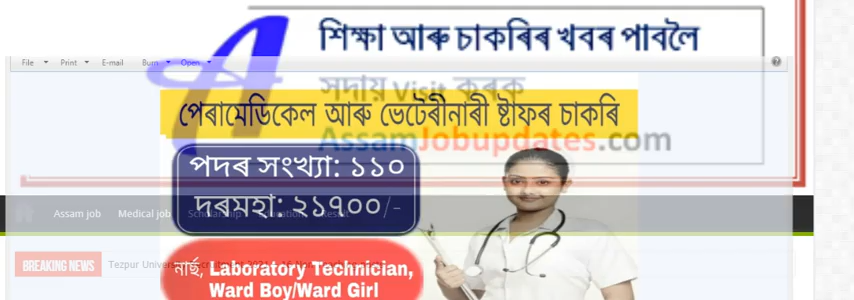 শিক্ষা আৰু চাকৰিৰ খবৰ পাবলৈ
File Print E-mail Burn Open
সদায় Visit কৰক
পেৰামেডিকেল আৰু ভেটেৰীনাৰী ষ্টাফৰ চাকৰি
AssamJobupdates.com
পদৰ সংখ্যা: ১১০
দৰমহা: ২১৭০০/-
Assam job Medical job Scholarship
BREAKING NEWS Tezpur
নাৰ্ছ, Laboratory Technician,
Ward Boy/Ward Girl